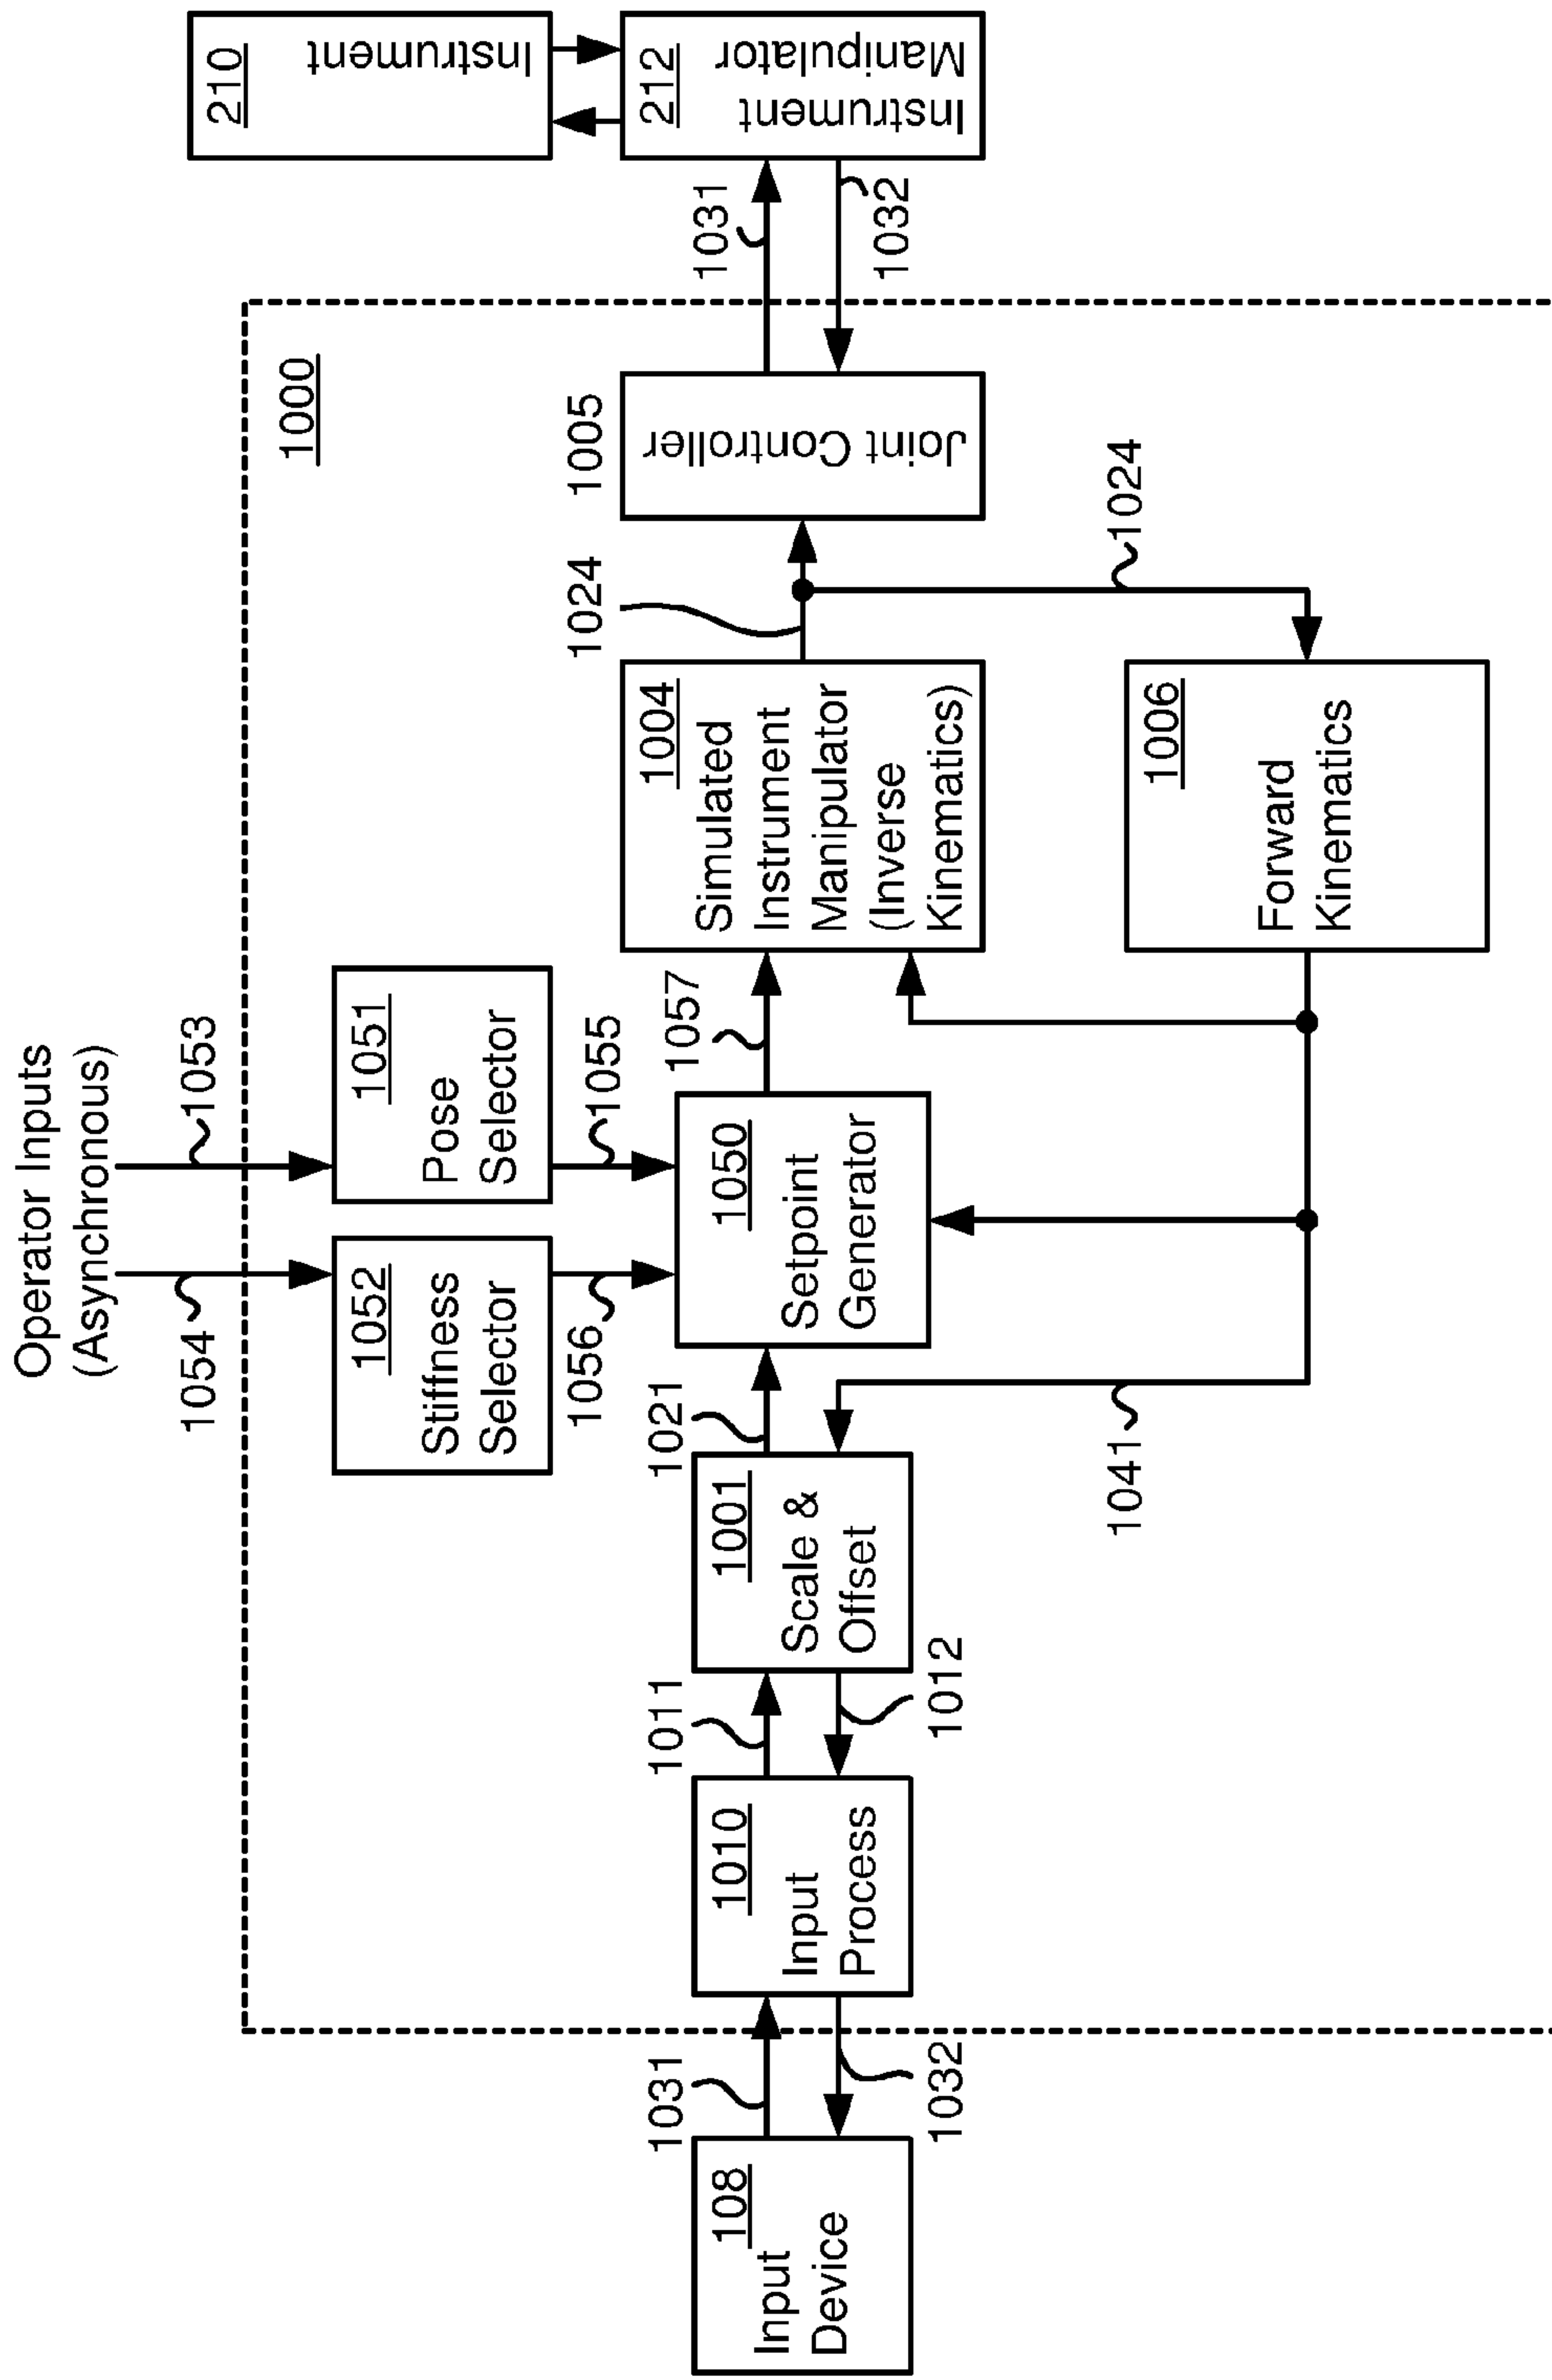 Operator Inputs
(Asynchronous)
1054
1053
1000
1052
Stiffness
Selector
1051
Pose
Selector
1056
1055
108
Input
Device
1031
1032
1010
Input
Process
1011
1012
1001
Scale &
Offset
1021
1041
1050
Setpoint
Generator
1057
1004
Simulated
Instrument
Manipulator
(Inverse
Kinematics)
1024
1006
Forward
Kinematics
1024
1005
Joint Controller
1031
1032
210
Instrument
212
Instrument
Manipulator